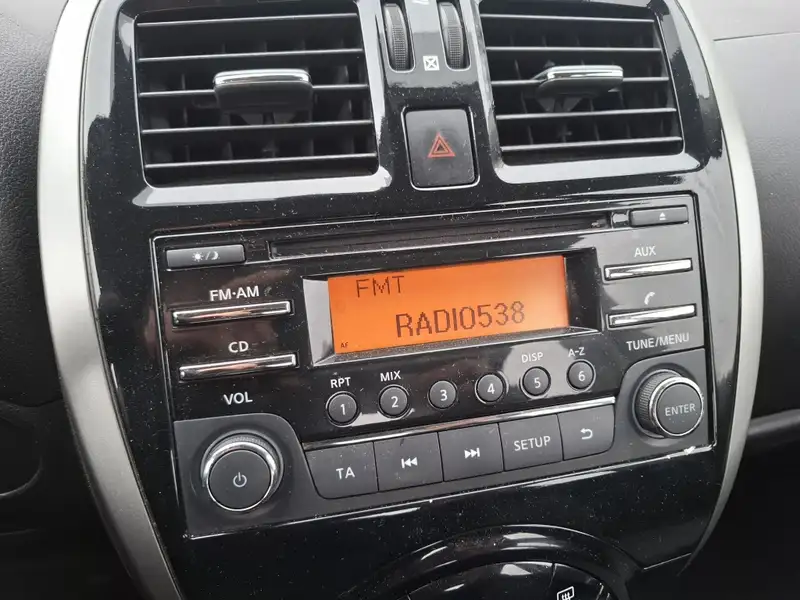 FM·AM
AUX
FMT
RADIO538
AF
CD
TUNE/MENU
VOL
RPT
MIX
DISP
A-Z
1
2
3
4
5
6
ENTER
TA
SETUP